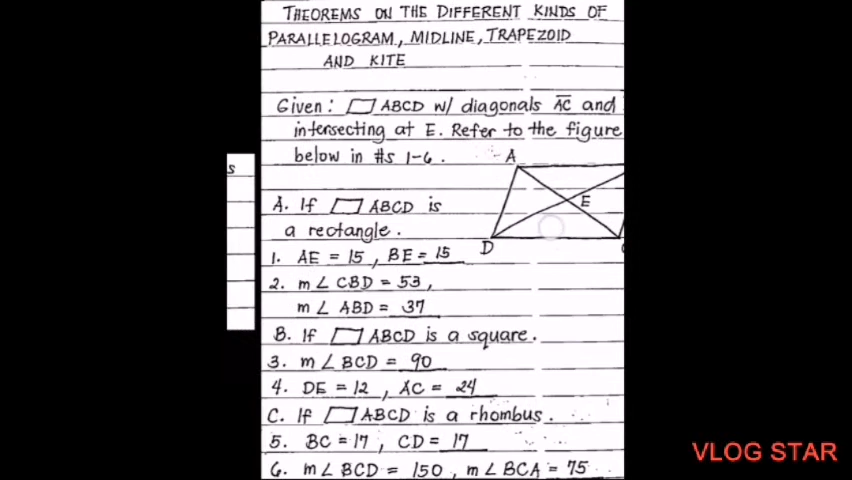 THEOREMS ON THE DIFFERENT KINDS OF
PARALLELOGRAM, MIDLINE, TRAPEZOID
AND KITE
Given: ▱ ABCD w/ diagonals A̅C̅ and
intersecting at E. Refer to the figure
below in #s 1-6.
A
E
D
s
A. If ▱ ABCD is
a rectangle.
1. AE = 15, BE = 15
2. m∠CBD = 53,
m∠ABD = 37
B. If ▱ ABCD is a square.
3. m∠BCD = 90
4. DE = 12, AC = 24
C. If ▱ ABCD is a rhombus.
5. BC = 17, CD = 17
6. m∠BCD = 150, m∠BCA = 75
VLOG STAR